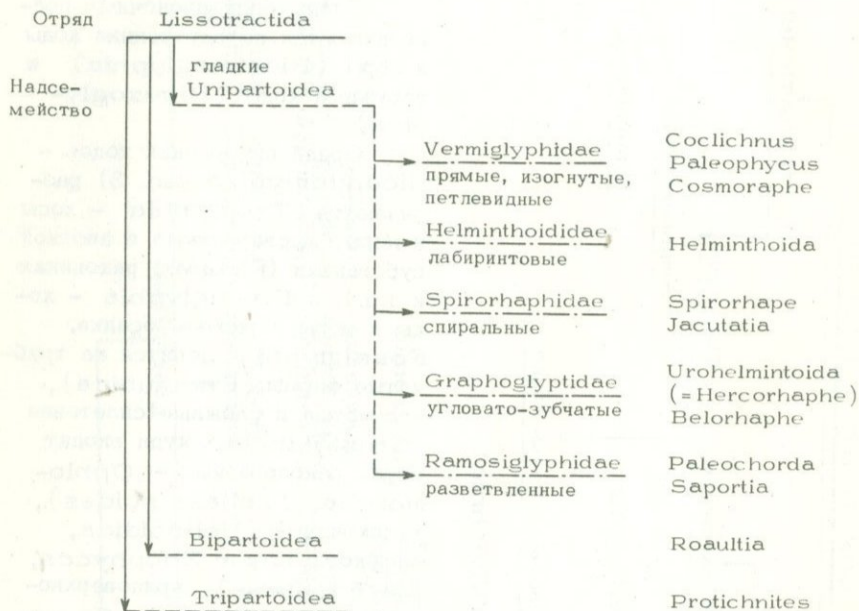 Отряд Lissotractida
гладкие
Надсе-
мейство
Unipartoidea
Vermiglyphidae
прямые, изогнутые,
петлевидные
Coclichnus
Paleophycus
Cosmoraphe
Helminthoididae
лабиринтовые
Helminthoida
Spirorhaphidae
спиральные
Spirorhape
Jacutatia
Graphoglyptidae
угловато-зубчатые
Urohelmintoida
(=Hercorhaphe)
Belorhaphe
Ramosiglyphidae
разветвленные
Paleochorda
Saportia
Bipartoidea Roaultia
Tripartoidea Protichnites